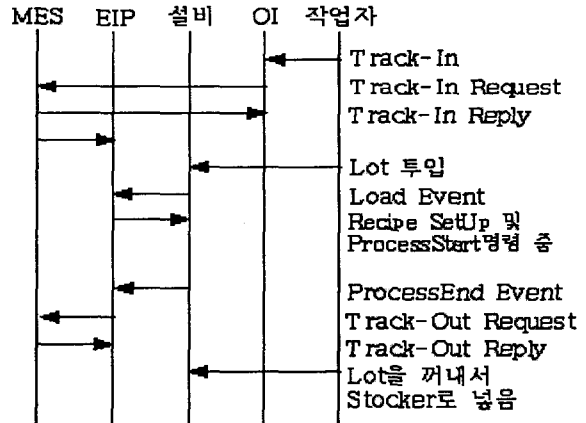 MES EIP 설비 OI 작업자
Track-In
Track-In Request
Track-In Reply
Lot 투입
Load Event
Recipe SetUp 및
ProcessStart명령 줌
ProcessEnd Event
Track-Out Request
Track-Out Reply
Lot을 꺼내서
Stocker로 넣음